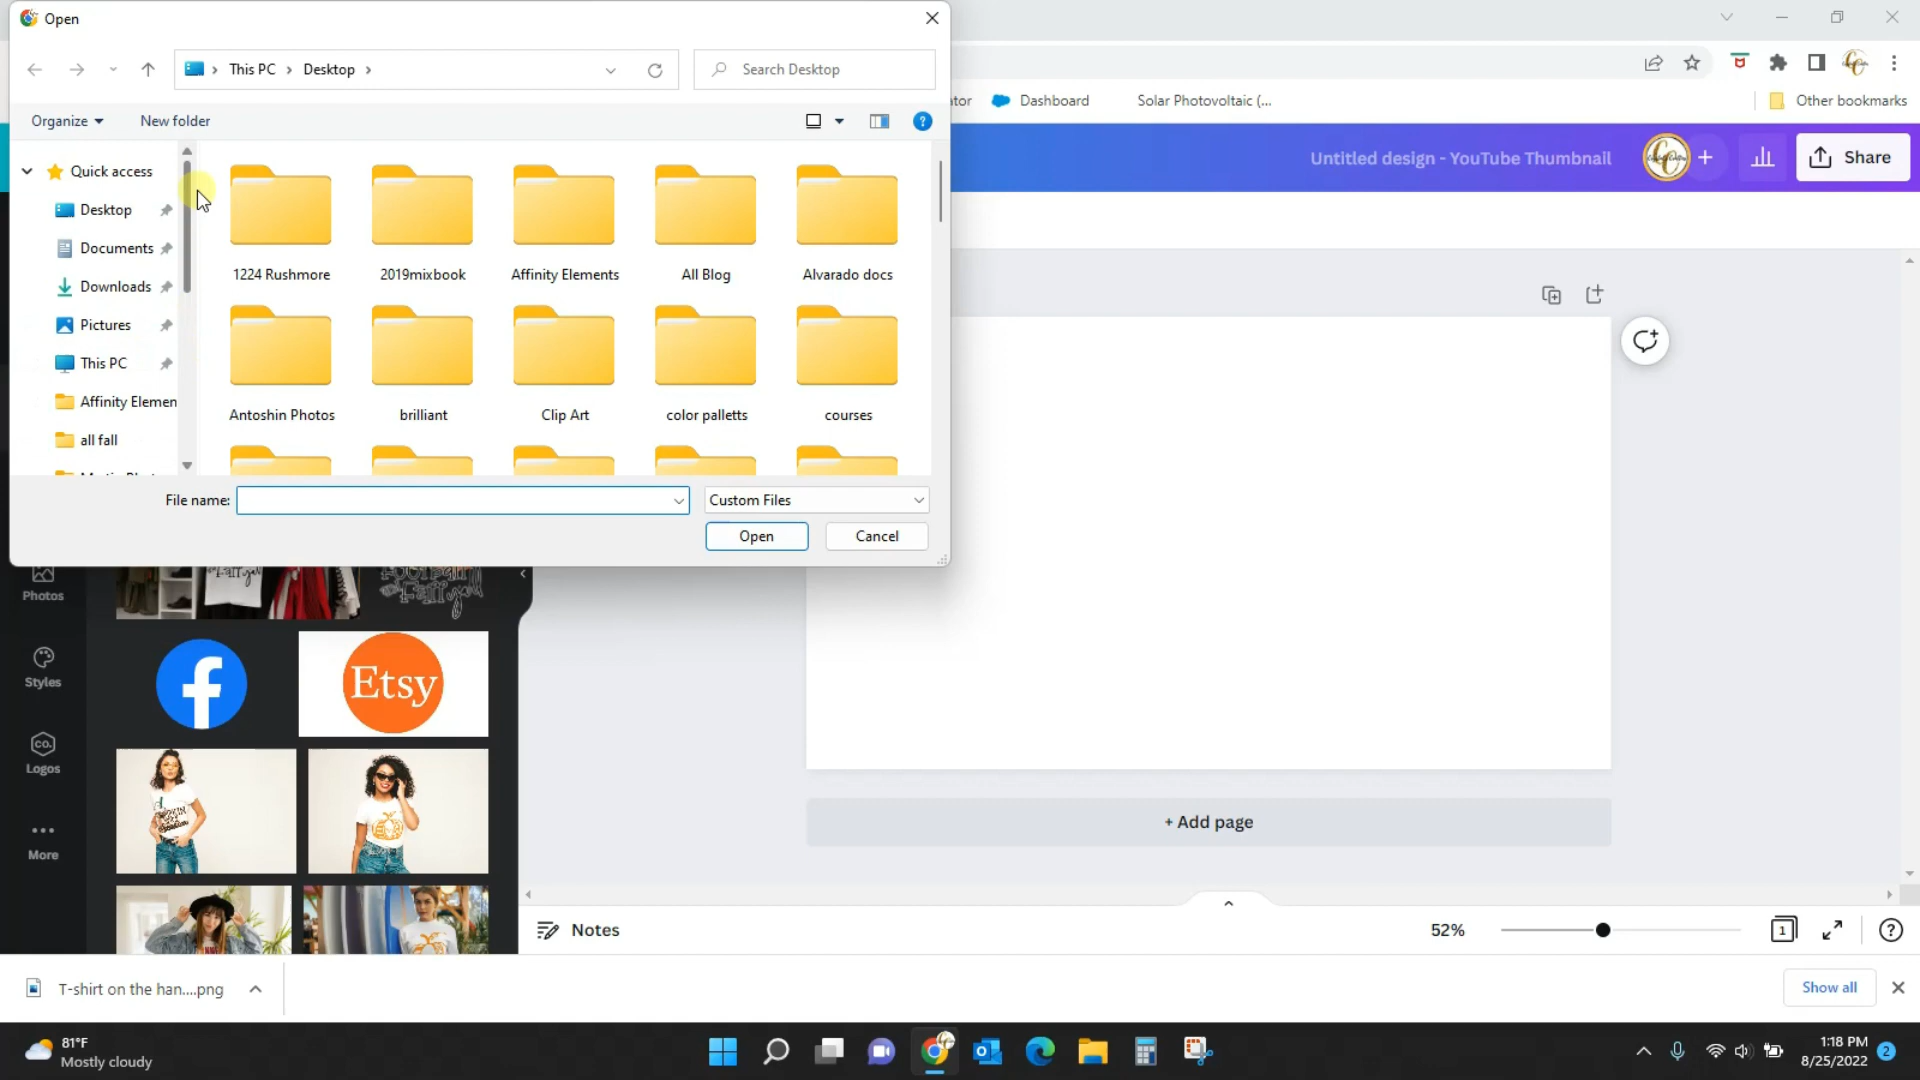 Open
This PC
Desktop
Search Desktop
Organize
New folder
Quick access
Desktop
Documents
Downloads
Pictures
This PC
Affinity Elemen
all fall
1224 Rushmore
2019mixbook
Affinity Elements
All Blog
Alvarado docs
Antoshin Photos
brilliant
Clip Art
color palletts
courses
File name:
Custom Files
Open
Cancel
ator
Dashboard
Solar Photovoltaic (...
Other bookmarks
Untitled design - YouTube Thumbnail
Share
Photos
Styles
Logos
co.
More
Etsy
+ Add page
Notes
52%
1
T-shirt on the han....png
Show all
81°F
Mostly cloudy
1:18 PM
8/25/2022
2